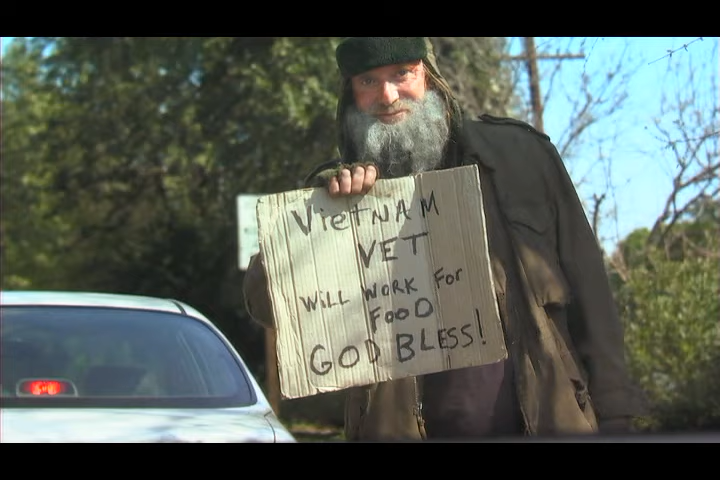 VietNAM
VET
WiLL WORK For
FOOD
GOD BLESS!